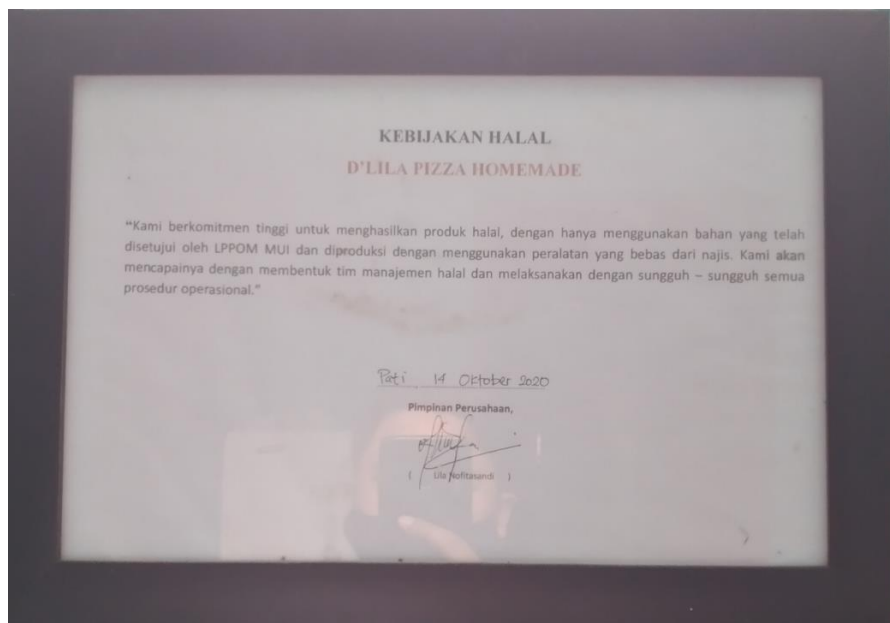 KEBIJAKAN HALAL
D'LILA PIZZA HOMEMADE
“Kami berkomitmen tinggi untuk menghasilkan produk halal, dengan hanya menggunakan bahan yang telah
disetujui oleh LPPOM MUI dan diproduksi dengan menggunakan peralatan yang bebas dari najis. Kami akan
mencapainya dengan membentuk tim manajemen halal dan melaksanakan dengan sungguh – sungguh semua
prosedur operasional.”
Pati 14 Oktober 2020
Pimpinan Perusahaan,
( Lila Nofitasandi )